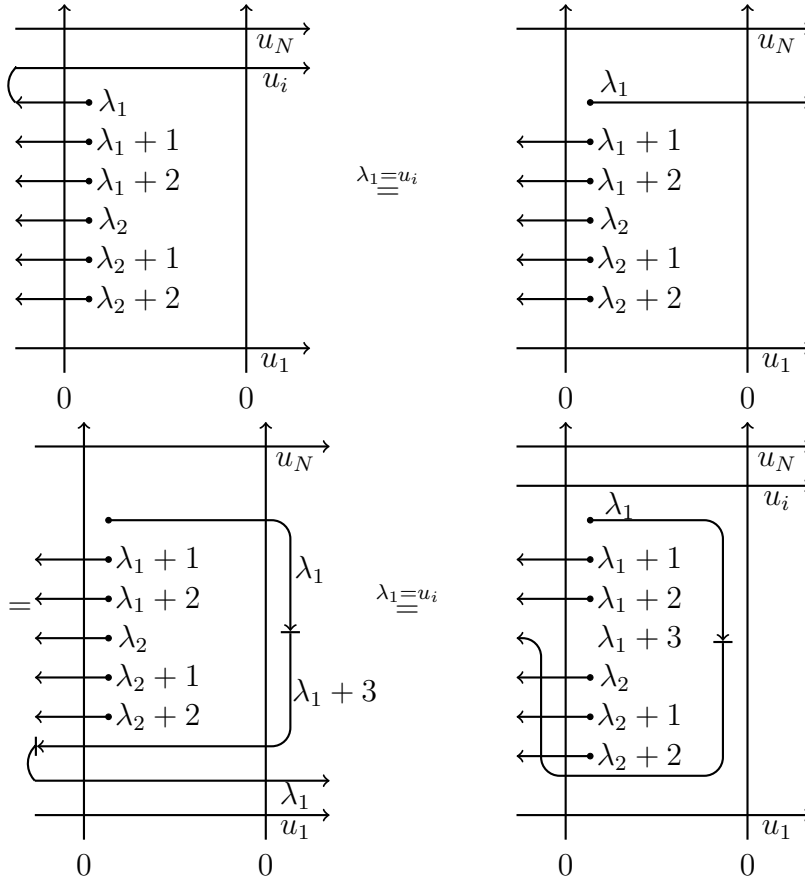 u_N
u_i
λ_1
λ_1 + 1
λ_1 + 2
λ_2
λ_2 + 1
λ_2 + 2
u_1
0 0
λ_1=u_i
=
u_N
λ_1
λ_1 + 1
λ_1 + 2
λ_2
λ_2 + 1
λ_2 + 2
u_1
0 0
=
u_N
λ_1 + 1
λ_1
λ_1 + 2
λ_2
λ_2 + 1
λ_1 + 3
λ_2 + 2
λ_1
u_1
0 0
λ_1=u_i
=
u_N
u_i
λ_1
λ_1 + 1
λ_1 + 2
λ_1 + 3
λ_2
λ_2 + 1
λ_2 + 2
u_1
0 0